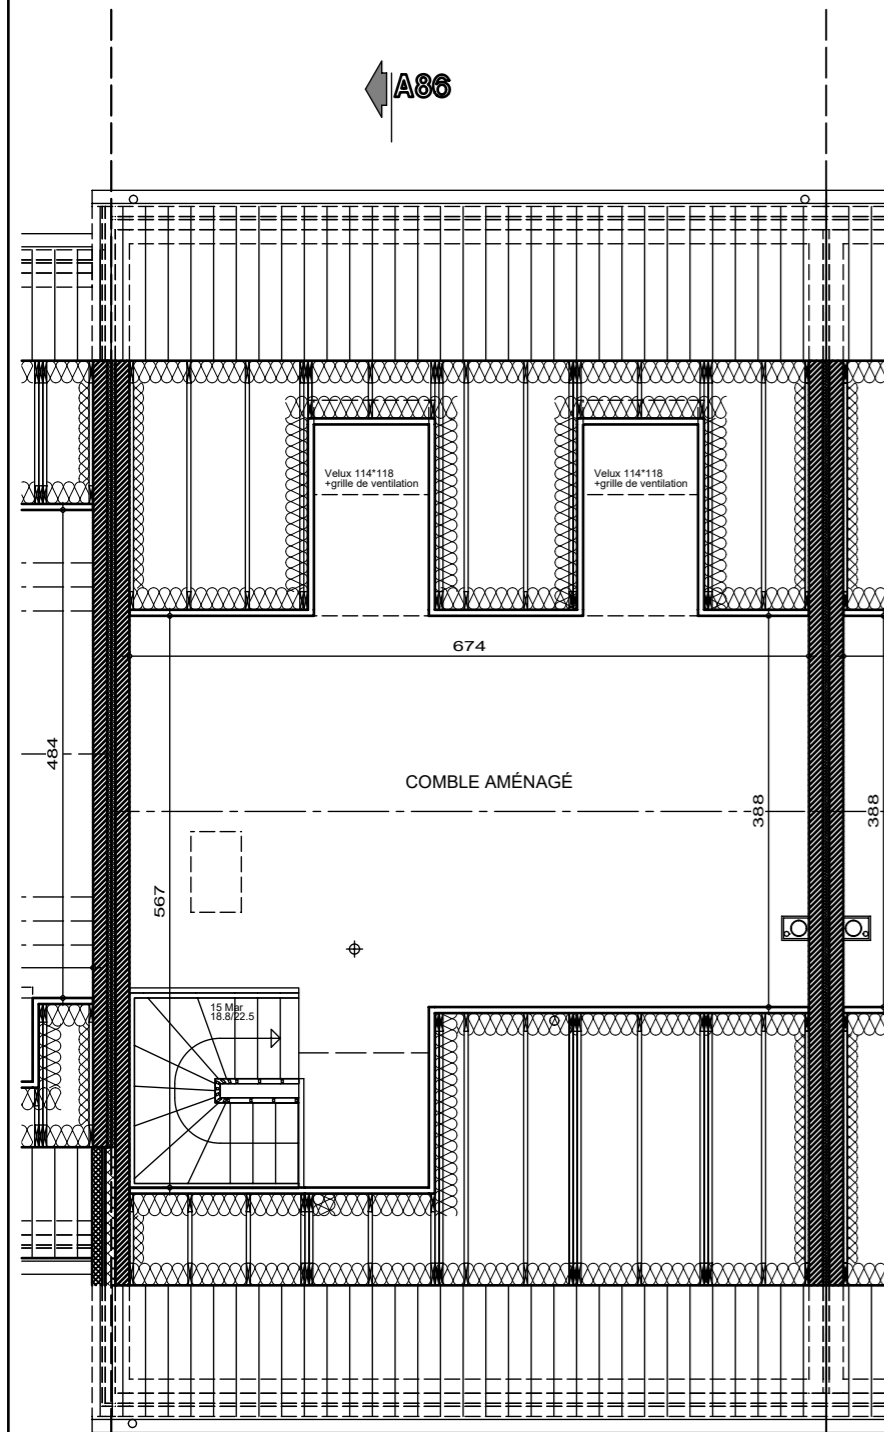 A86
Velux 114*118
+grille de ventilation
Velux 114*118
+grille de ventilation
674
484
COMBLE AMÉNAGÉ
388
388
567
15 Mar
18.8/22.5